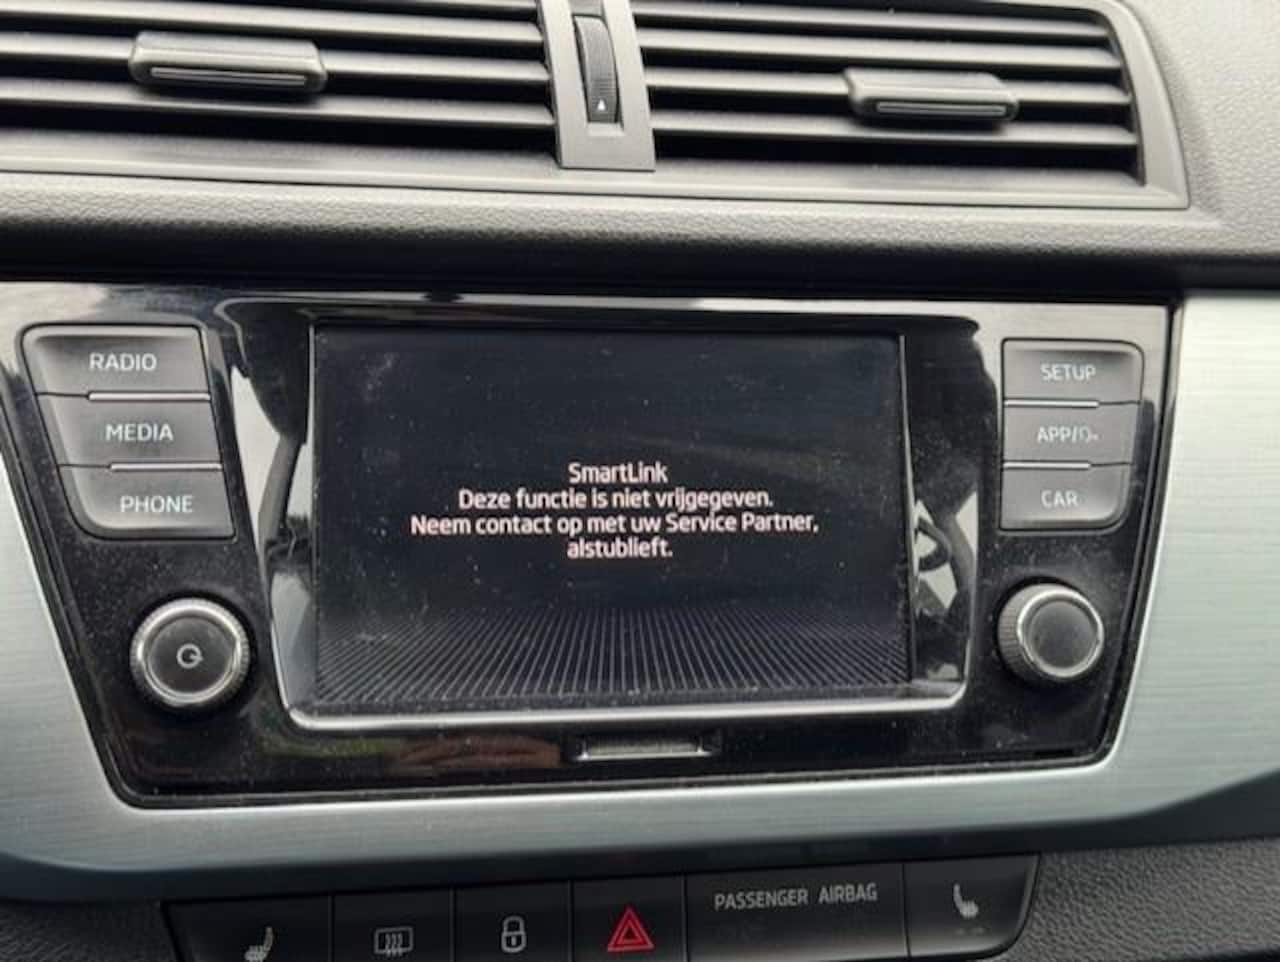 RADIO
MEDIA
PHONE
SmartLink
Deze functie is niet vrijgegeven.
Neem contact op met uw Service Partner,
alstublieft.
SETUP
APP/
CAR
PASSENGER AIRBAG